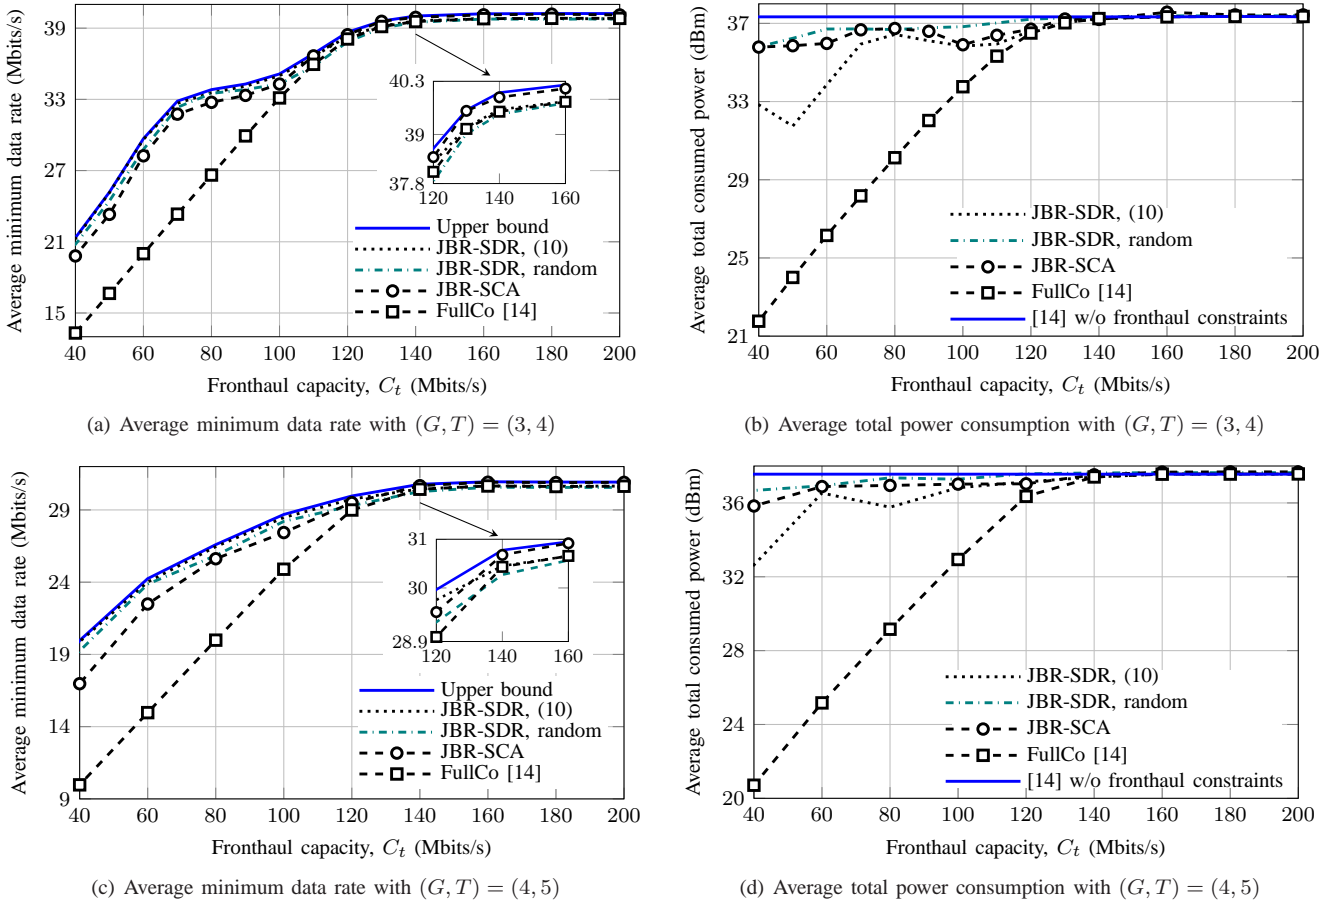 Average minimum data rate (Mbits/s)
39
33
27
21
15
40 60 80 100 120 140 160 180 200
Fronthaul capacity, C_t (Mbits/s)
40.3
39
37.8
120 140 160
Upper bound
JBR-SDR, (10)
JBR-SDR, random
JBR-SCA
FullCo [14]
(a) Average minimum data rate with (G, T) = (3, 4)
Average total consumed power (dBm)
37
33
29
25
21
40 60 80 100 120 140 160 180 200
Fronthaul capacity, C_t (Mbits/s)
JBR-SDR, (10)
JBR-SDR, random
JBR-SCA
FullCo [14]
[14] w/o fronthaul constraints
(b) Average total power consumption with (G, T) = (3, 4)
Average minimum data rate (Mbits/s)
29
24
19
14
9
40 60 80 100 120 140 160 180 200
Fronthaul capacity, C_t (Mbits/s)
31
30
28.9
120 140 160
Upper bound
JBR-SDR, (10)
JBR-SDR, random
JBR-SCA
FullCo [14]
(c) Average minimum data rate with (G, T) = (4, 5)
Average total consumed power (dBm)
36
32
28
24
20
40 60 80 100 120 140 160 180 200
Fronthaul capacity, C_t (Mbits/s)
JBR-SDR, (10)
JBR-SDR, random
JBR-SCA
FullCo [14]
[14] w/o fronthaul constraints
(d) Average total power consumption with (G, T) = (4, 5)